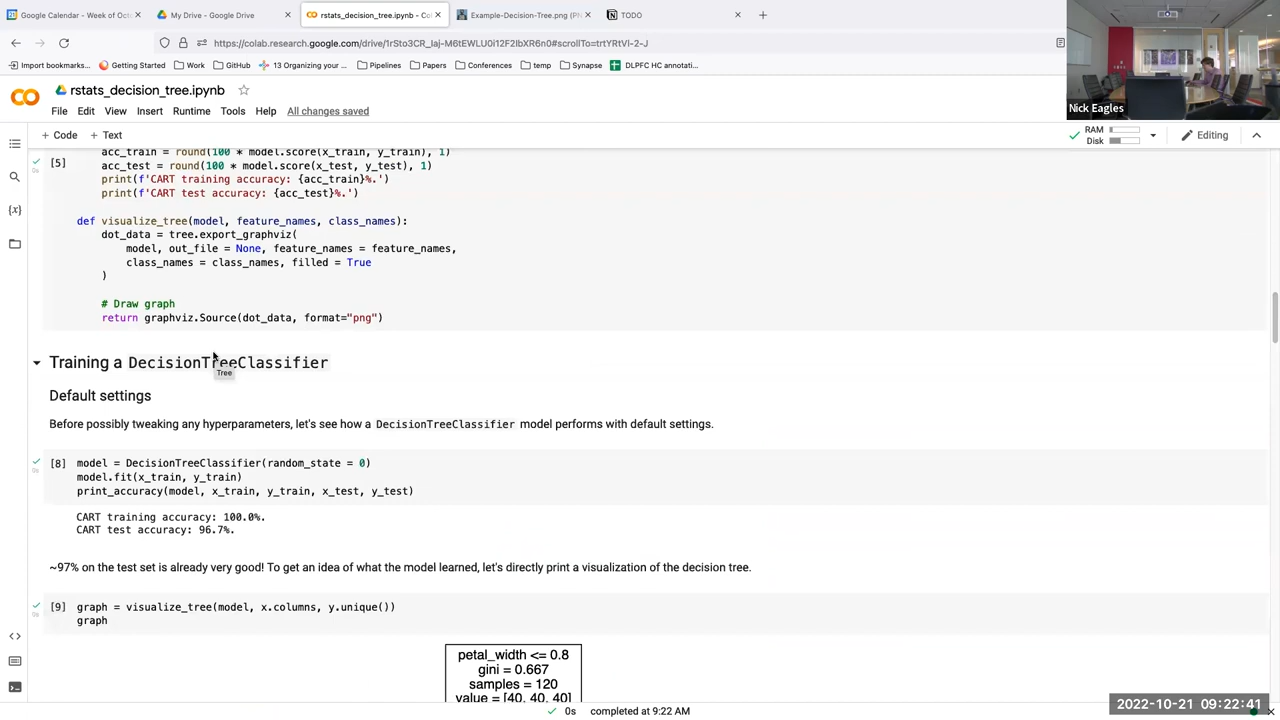 Google Calendar - Week of Octo
My Drive - Google Drive
rstats_decision_tree.ipynb - Col
Example-Decision-Tree.png (PN
TODO
https://colab.research.google.com/drive/1rSto3CR_laj-M6tEWLU0i12F2IbXR6n0#scrollTo=trtYRtVl-2-J
Import bookmarks...
Getting Started
Work
GitHub
13 Organizing your ...
Pipelines
Papers
Conferences
temp
Synapse
DLPFC HC annotati...
Nick Eagles
rstats_decision_tree.ipynb
File Edit View Insert Runtime Tools Help All changes saved
+ Code + Text
RAM
Disk
Editing
acc_train = round(100 * model.score(x_train, y_train), 1)
[5] acc_test = round(100 * model.score(x_test, y_test), 1)
print(f'CART training accuracy: {acc_train}%.')
print(f'CART test accuracy: {acc_test}%.')
def visualize_tree(model, feature_names, class_names):
dot_data = tree.export_graphviz(
model, out_file = None, feature_names = feature_names,
class_names = class_names, filled = True
)
# Draw graph
return graphviz.Source(dot_data, format="png")
Training a DecisionTreeClassifier
Tree
Default settings
Before possibly tweaking any hyperparameters, let's see how a DecisionTreeClassifier model performs with default settings.
[8] model = DecisionTreeClassifier(random_state = 0)
model.fit(x_train, y_train)
print_accuracy(model, x_train, y_train, x_test, y_test)
CART training accuracy: 100.0%.
CART test accuracy: 96.7%.
~97% on the test set is already very good! To get an idea of what the model learned, let's directly print a visualization of the decision tree.
[9] graph = visualize_tree(model, x.columns, y.unique())
graph
petal_width <= 0.8
gini = 0.667
samples = 120
value = [40, 40, 40]
0s completed at 9:22 AM
2022-10-21 09:22:41